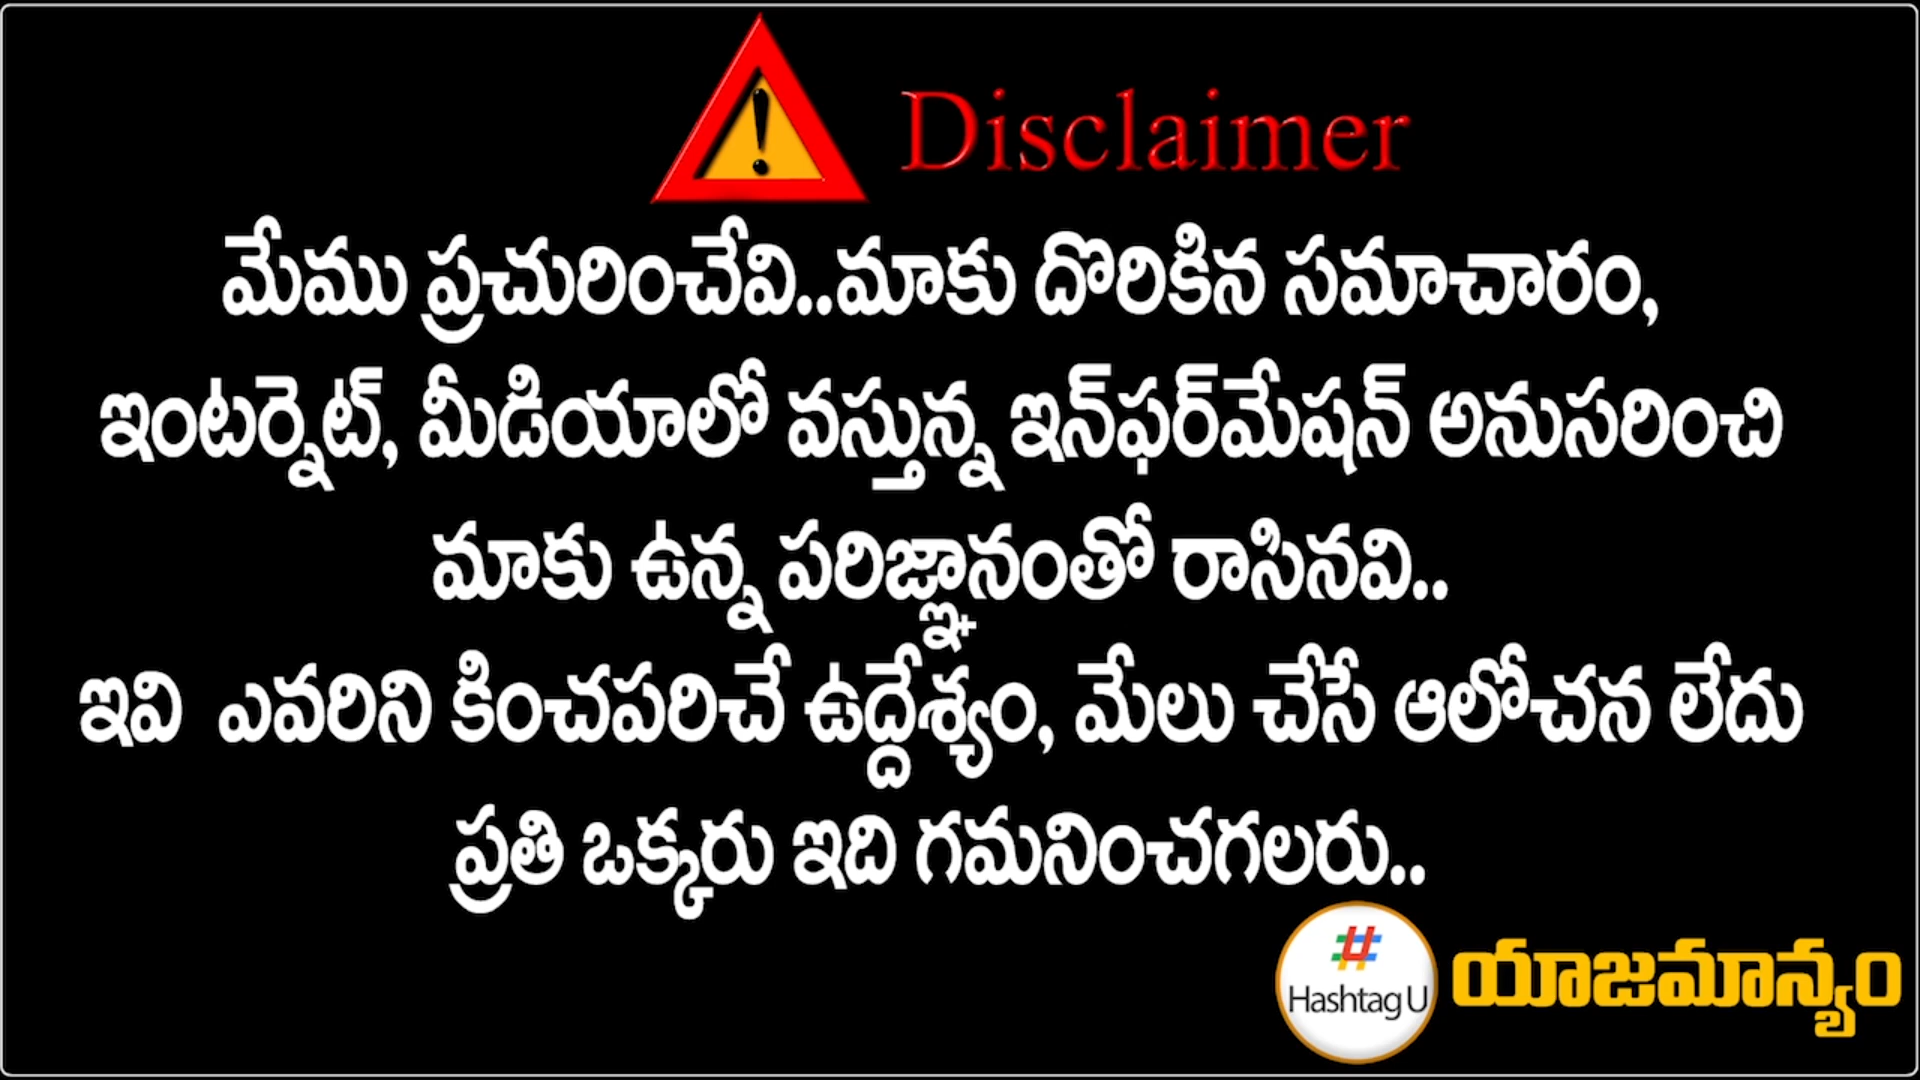 Disclaimer
మేము ప్రచురించేవి..మాకు దొరికిన సమాచారం,
ఇంటర్నెట్, మీడియాలో వస్తున్న ఇన్‌ఫర్‌మేషన్ అనుసరించి
మాకు ఉన్న పరిజ్ఞానంతో రాసినవి..
ఇవి ఎవరిని కించపరిచే ఉద్దేశ్యం, మేలు చేసే ఆలోచన లేదు
ప్రతి ఒక్కరు ఇది గమనించగలరు..
#
Hashtag U
యాజమాన్యం